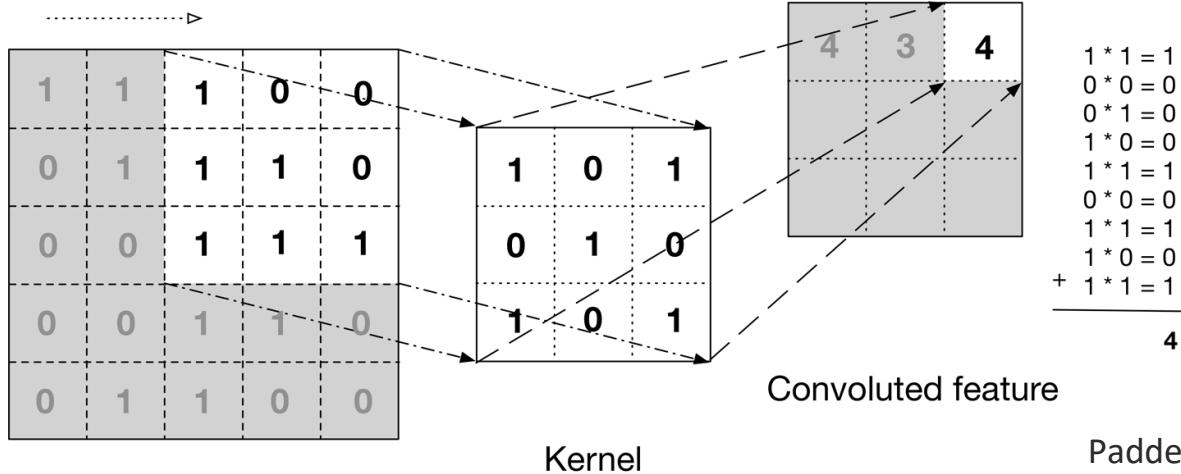 1 1 1 0 0
0 1 1 1 0
0 0 1 1 1
0 0 1 1 0
0 1 1 0 0
1 0 1
0 1 0
1 0 1
Kernel
4 3 4
Convoluted feature
1 * 1 = 1
0 * 0 = 0
0 * 1 = 0
1 * 0 = 0
1 * 1 = 1
0 * 0 = 0
1 * 1 = 1
1 * 0 = 0
+ 1 * 1 = 1
4
Padde